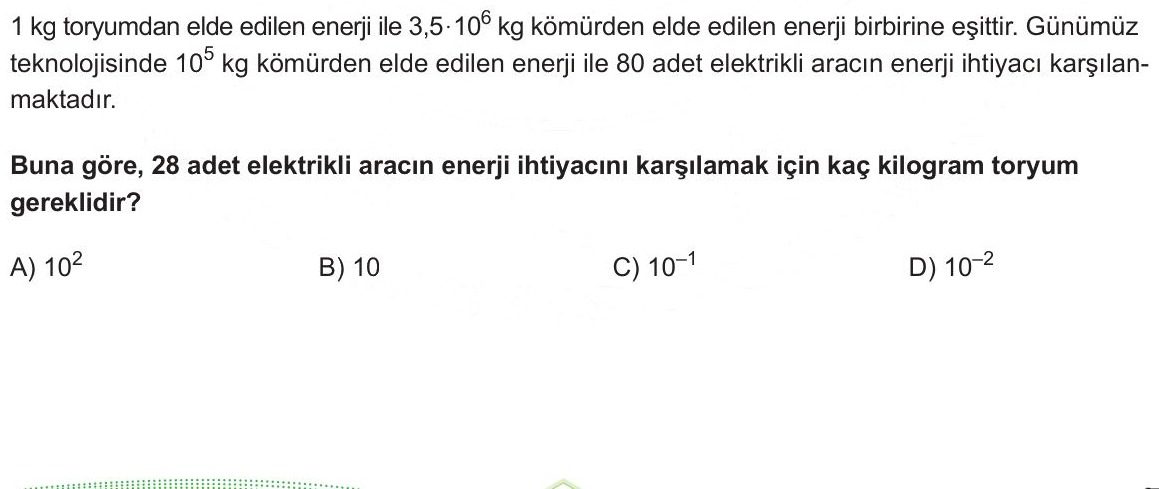 1 kg toryumdan elde edilen enerji ile 3,5·10⁶ kg kömürden elde edilen enerji birbirine eşittir. Günümüz
teknolojisinde 10⁵ kg kömürden elde edilen enerji ile 80 adet elektrikli aracın enerji ihtiyacı karşılan-
maktadır.
Buna göre, 28 adet elektrikli aracın enerji ihtiyacını karşılamak için kaç kilogram toryum
gereklidir?
A) 10² B) 10 C) 10⁻¹ D) 10⁻²